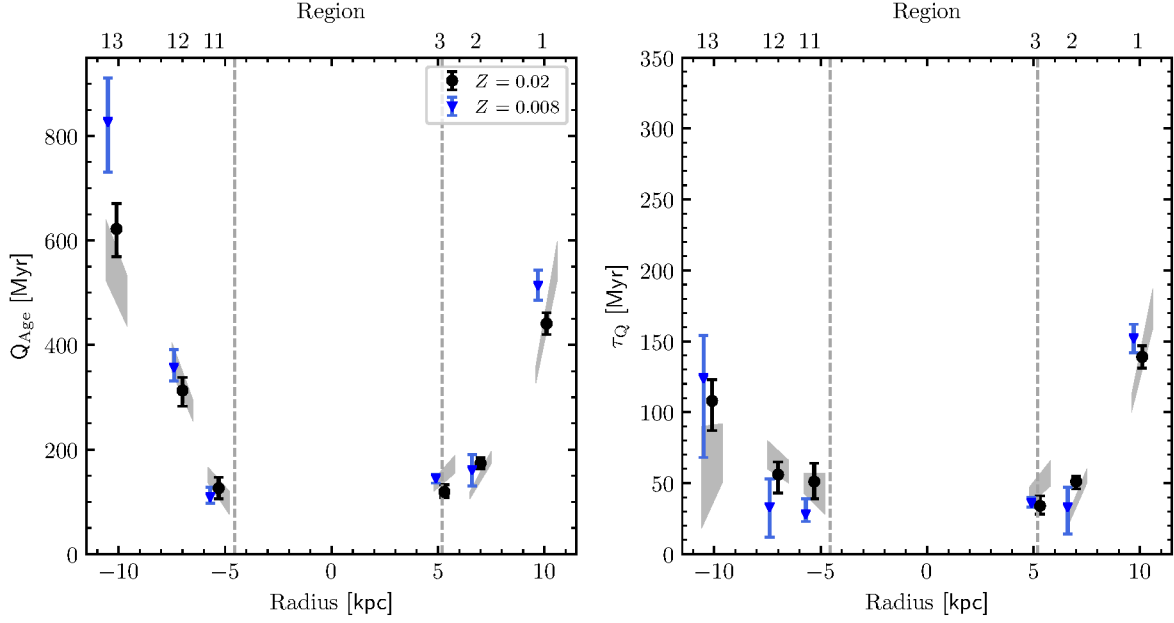 Region
13 12 11 3 2 1
Z = 0.02
Z = 0.008
800
600
400
200
0
Q_Age [Myr]
−10 −5 0 5 10
Radius [kpc]
Region
13 12 11 3 2 1
350
300
250
200
150
100
50
0
τ_Q [Myr]
−10 −5 0 5 10
Radius [kpc]